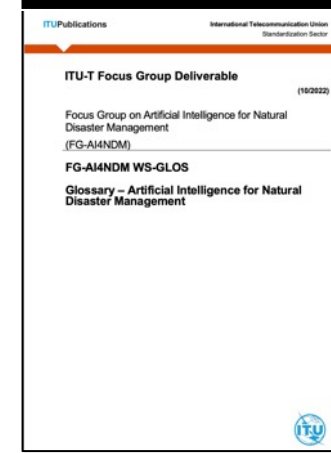 ITUPublications
International Telecommunication Union
Standardization Sector
ITU-T Focus Group Deliverable
(10/2022)
Focus Group on Artificial Intelligence for Natural
Disaster Management
(FG-AI4NDM)
FG-AI4NDM WS-GLOS
Glossary – Artificial Intelligence for Natural
Disaster Management
ITU